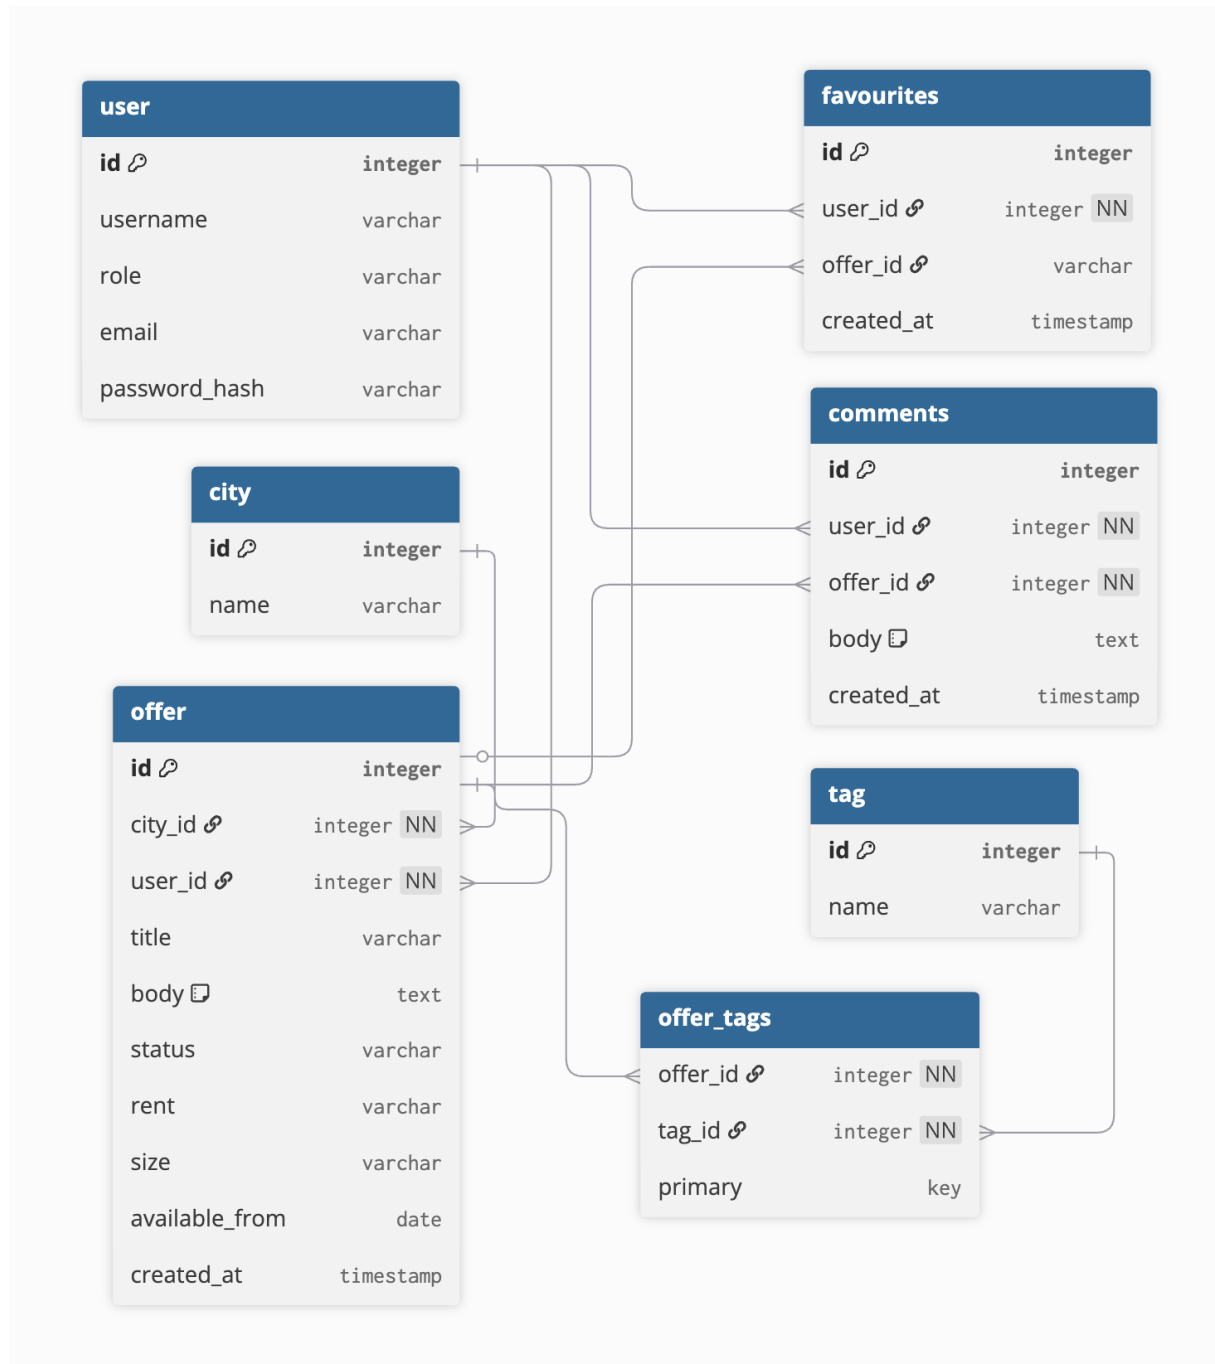 user
id integer
username varchar
role varchar
email varchar
password_hash varchar
city
id integer
name varchar
offer
id integer
city_id integer NN
user_id integer NN
title varchar
body text
status varchar
rent varchar
size varchar
available_from date
created_at timestamp
favourites
id integer
user_id integer NN
offer_id varchar
created_at timestamp
comments
id integer
user_id integer NN
offer_id integer NN
body text
created_at timestamp
tag
id integer
name varchar
offer_tags
offer_id integer NN
tag_id integer NN
primary key